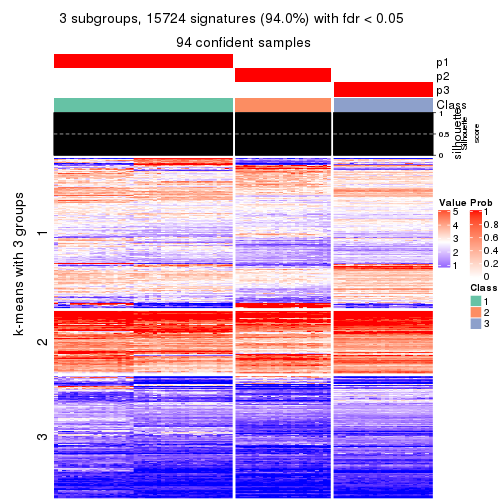 3 subgroups, 15724 signatures (94.0%) with fdr < 0.05
94 confident samples
p1
p2
p3
Class
1
0.5
0
silhouette
Silhouette
score
k-means with 3 groups
1
2
3
Value
5
4
3
2
1
Prob
1
0.8
0.6
0.4
0.2
0
Class
1
2
3